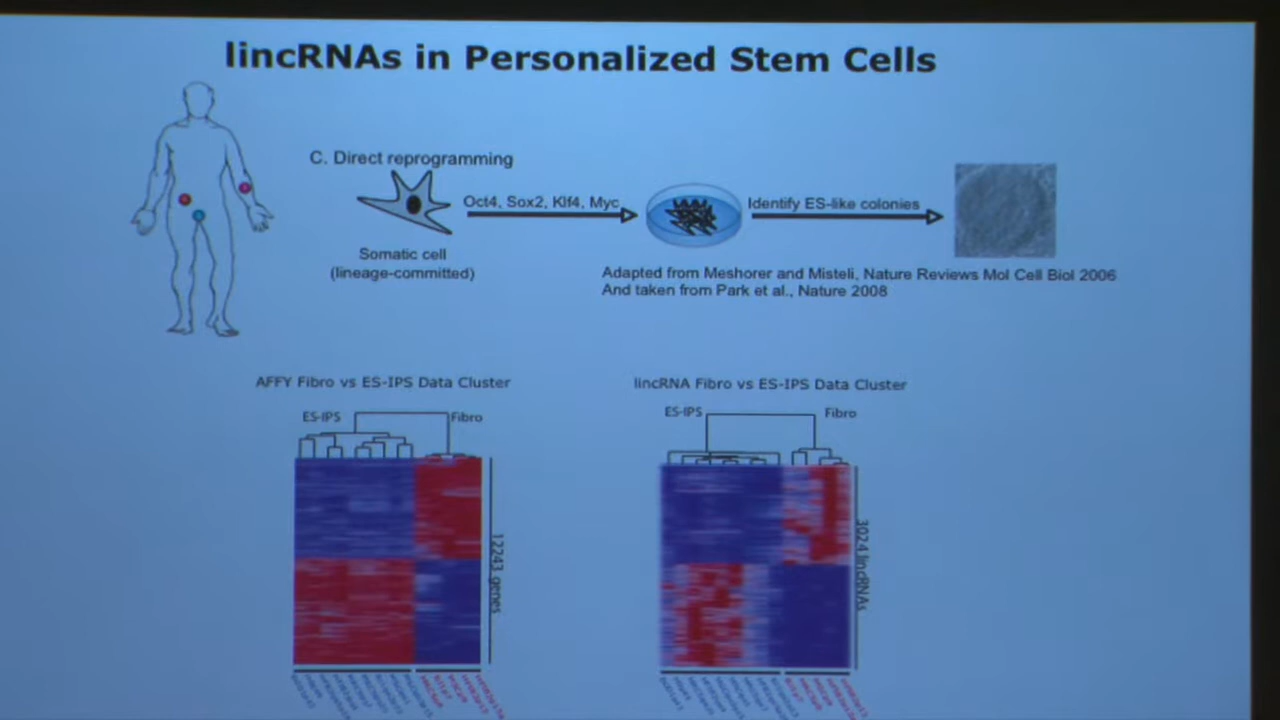 lincRNAs in Personalized Stem Cells
C. Direct reprogramming
Oct4, Sox2, Klf4, Myc
Identify ES-like colonies
Somatic cell
(lineage-committed)
Adapted from Meshorer and Misteli, Nature Reviews Mol Cell Biol 2006
And taken from Park et al., Nature 2008
AFFY Fibro vs ES-IPS Data Cluster
ES-IPS
Fibro
12243 genes
lincRNA Fibro vs ES-IPS Data Cluster
ES-IPS
Fibro
3024 lincRNAs